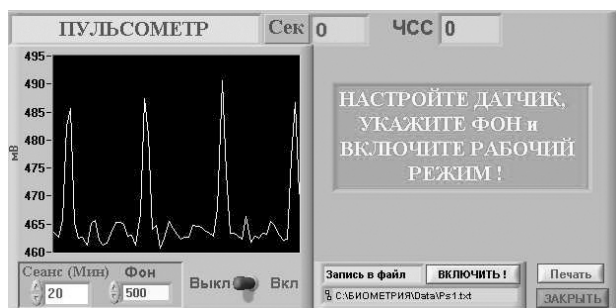 ПУЛЬСОМЕТР Сек 0 ЧСС 0
495-
490-
485-
480-
475-
470-
465-
460-
мВ
НАСТРОЙТЕ ДАТЧИК,
УКАЖИТЕ ФОН и
ВКЛЮЧИТЕ РАБОЧИЙ
РЕЖИМ !
Сеанс (Мин) Фон
20 500
Выкл Вкл
Запись в файл ВКЛЮЧИТЬ !
C:\БИОМЕТРИЯ\Data\Ps1.txt
Печать
ЗАКРЫТЬ